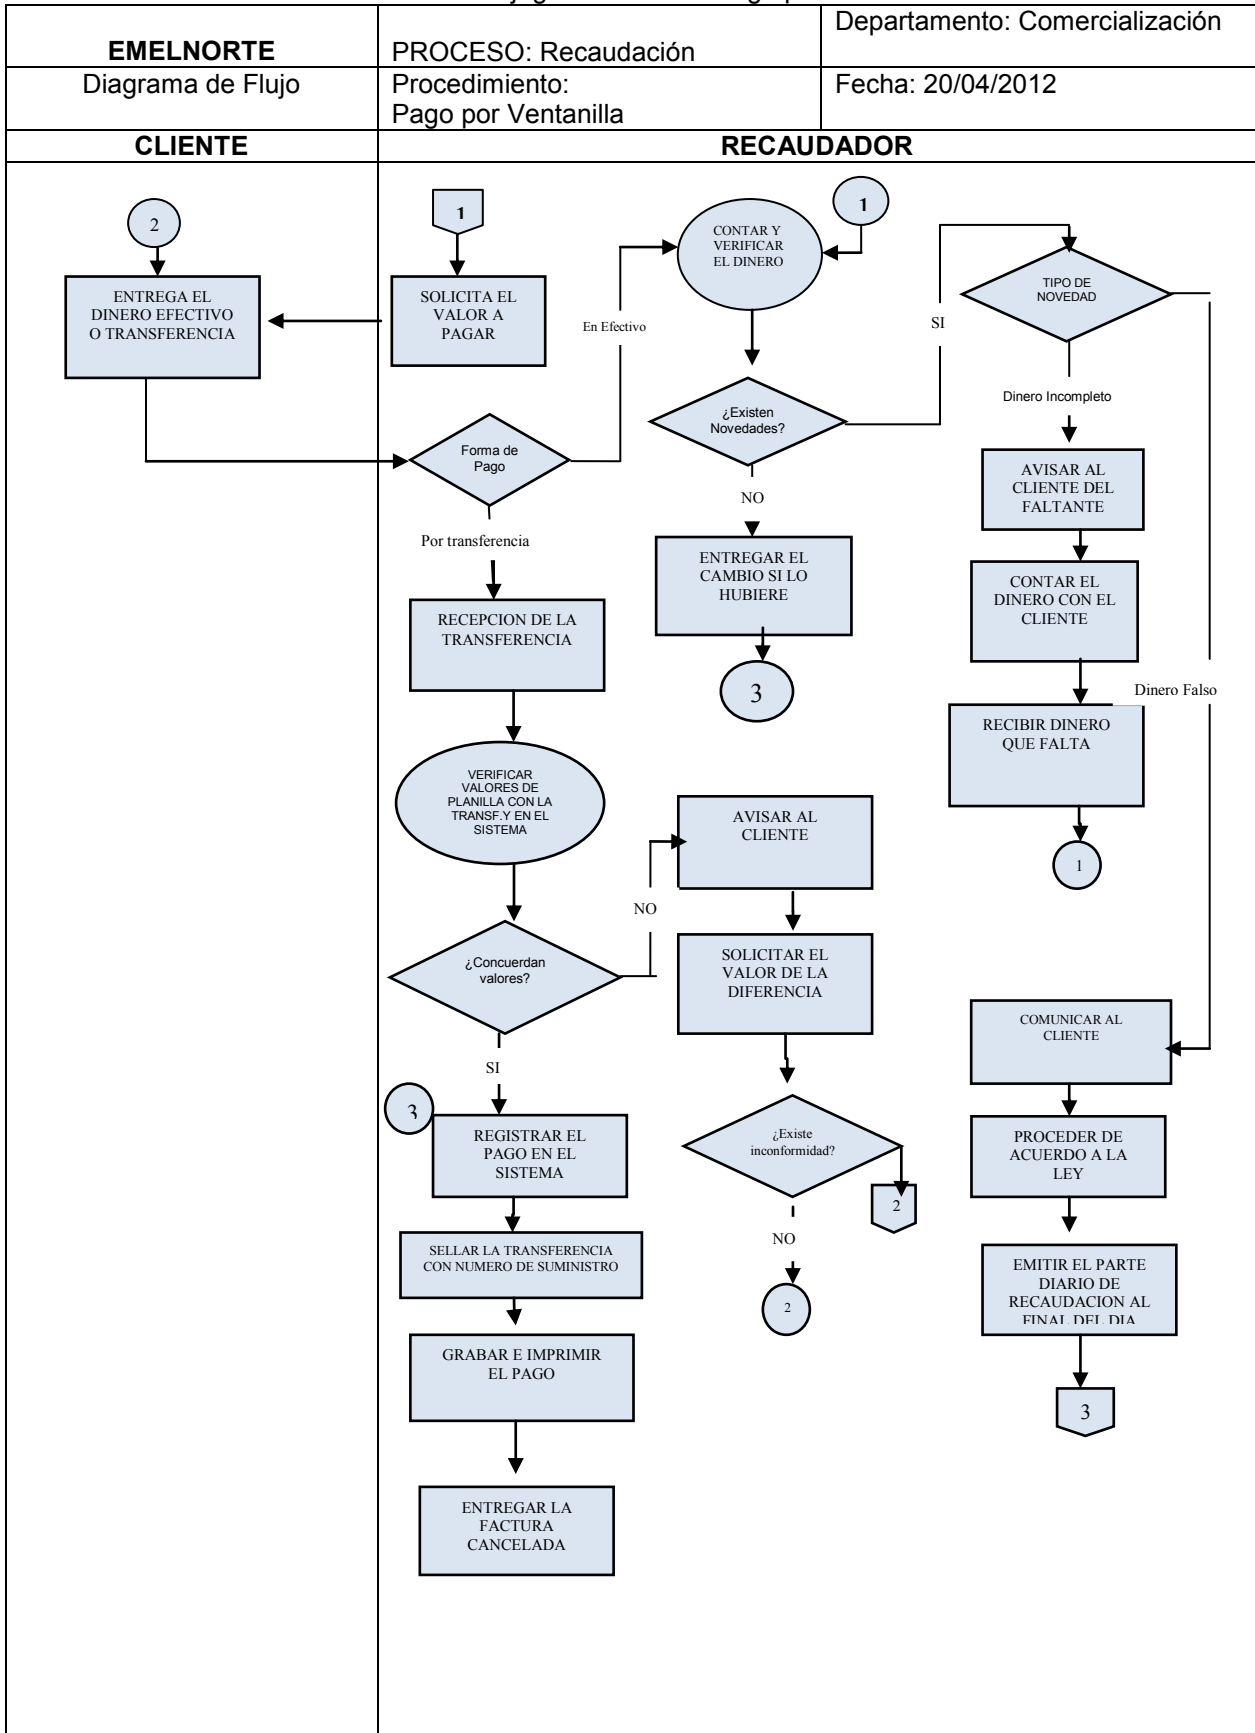 EMELNORTE
PROCESO: Recaudación
Departamento: Comercialización
Diagrama de Flujo
Procedimiento:
Pago por Ventanilla
Fecha: 20/04/2012
CLIENTE
RECAUDADOR
2
ENTREGA EL
DINERO EFECTIVO
O TRANSFERENCIA
1
SOLICITA EL
VALOR A
PAGAR
Forma de
Pago
En Efectivo
Por transferencia
RECEPCION DE LA
TRANSFERENCIA
VERIFICAR
VALORES DE
PLANILLA CON LA
TRANSF.Y EN EL
SISTEMA
¿Concuerdan
valores?
NO
SI
3
REGISTRAR EL
PAGO EN EL
SISTEMA
SELLAR LA TRANSFERENCIA
CON NUMERO DE SUMINISTRO
GRABAR E IMPRIMIR
EL PAGO
ENTREGAR LA
FACTURA
CANCELADA
1
CONTAR Y
VERIFICAR
EL DINERO
¿Existen
Novedades?
SI
NO
ENTREGAR EL
CAMBIO SI LO
HUBIERE
3
AVISAR AL
CLIENTE
SOLICITAR EL
VALOR DE LA
DIFERENCIA
¿Existe
inconformidad?
2
NO
2
TIPO DE
NOVEDAD
Dinero Incompleto
AVISAR AL
CLIENTE DEL
FALTANTE
CONTAR EL
DINERO CON EL
CLIENTE
Dinero Falso
RECIBIR DINERO
QUE FALTA
1
COMUNICAR AL
CLIENTE
PROCEDER DE
ACUERDO A LA
LEY
EMITIR EL PARTE
DIARIO DE
RECAUDACION AL
FINAL DEL DIA
3